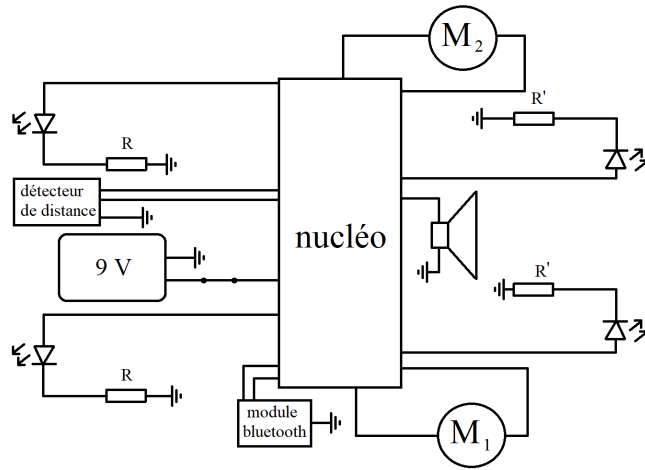 M2
R'
R
détecteur
de distance
nucléo
9 V
R'
R
module
bluetooth
M1